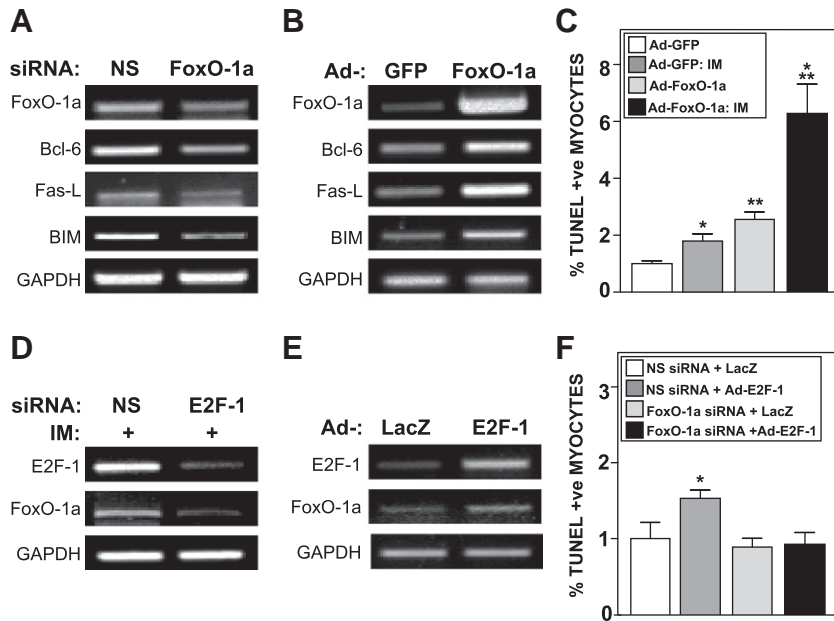 A
siRNA: NS FoxO-1a
FoxO-1a
Bcl-6
Fas-L
BIM
GAPDH
B
Ad-: GFP FoxO-1a
FoxO-1a
Bcl-6
Fas-L
BIM
GAPDH
C
% TUNEL +ve MYOCYTES
8
6
4
2
0
Ad-GFP
Ad-GFP: IM
Ad-FoxO-1a
Ad-FoxO-1a: IM
*
**
*
**
D
siRNA: NS E2F-1
IM: + +
E2F-1
FoxO-1a
GAPDH
E
Ad-: LacZ E2F-1
E2F-1
FoxO-1a
GAPDH
F
% TUNEL +ve MYOCYTES
3
2
1
0
NS siRNA + LacZ
NS siRNA + Ad-E2F-1
FoxO-1a siRNA + LacZ
FoxO-1a siRNA +Ad-E2F-1
*